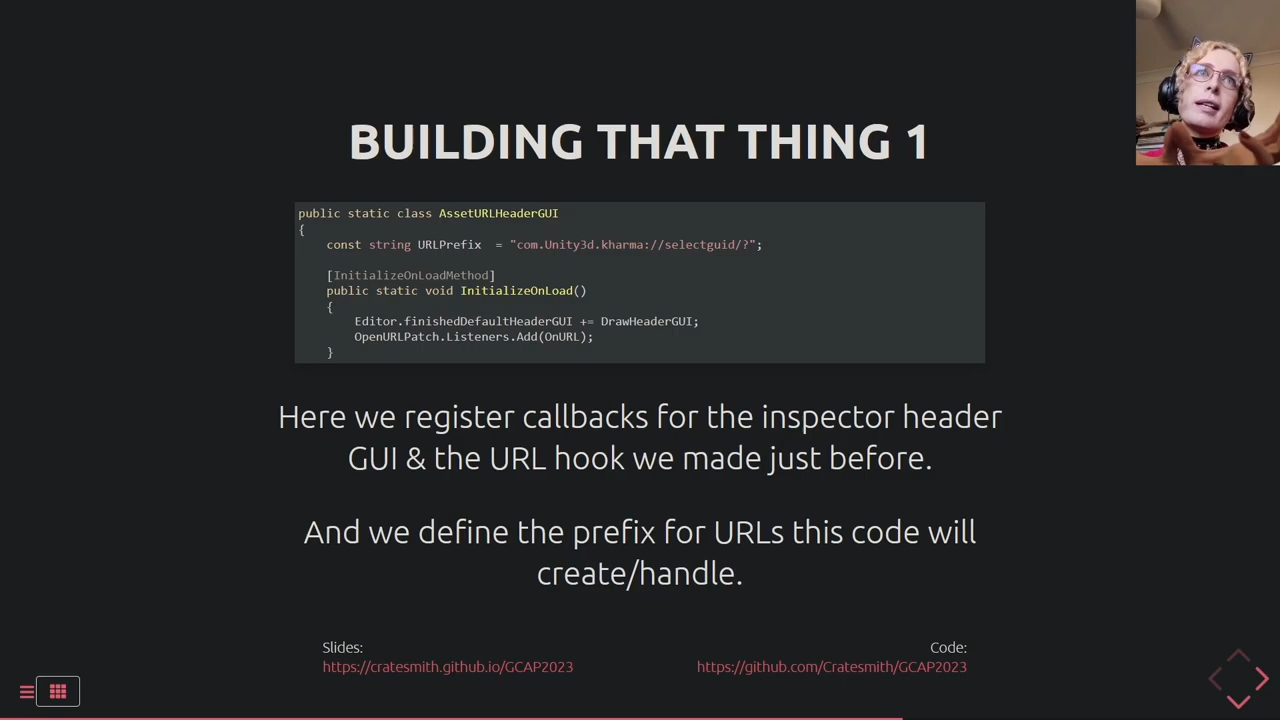 BUILDING THAT THING 1
public static class AssetURLHeaderGUI
{
    const string URLPrefix  = "com.Unity3d.kharma://selectguid/?";
    [InitializeOnLoadMethod]
    public static void InitializeOnLoad()
    {
        Editor.finishedDefaultHeaderGUI += DrawHeaderGUI;
        OpenURLPatch.Listeners.Add(OnURL);
    }
Here we register callbacks for the inspector header
GUI & the URL hook we made just before.
And we define the prefix for URLs this code will
create/handle.
Slides:
https://cratesmith.github.io/GCAP2023
Code:
https://github.com/Cratesmith/GCAP2023